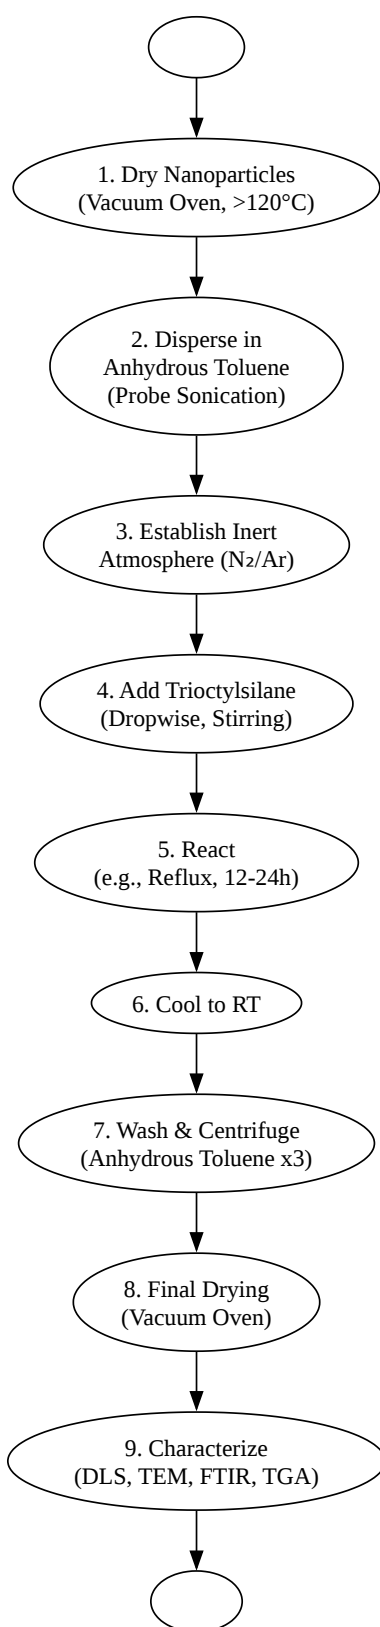 1. Dry Nanoparticles
(Vacuum Oven, >120°C)
2. Disperse in
Anhydrous Toluene
(Probe Sonication)
3. Establish Inert
Atmosphere (N₂/Ar)
4. Add Trioctylsilane
(Dropwise, Stirring)
5. React
(e.g., Reflux, 12-24h)
6. Cool to RT
7. Wash & Centrifuge
(Anhydrous Toluene x3)
8. Final Drying
(Vacuum Oven)
9. Characterize
(DLS, TEM, FTIR, TGA)